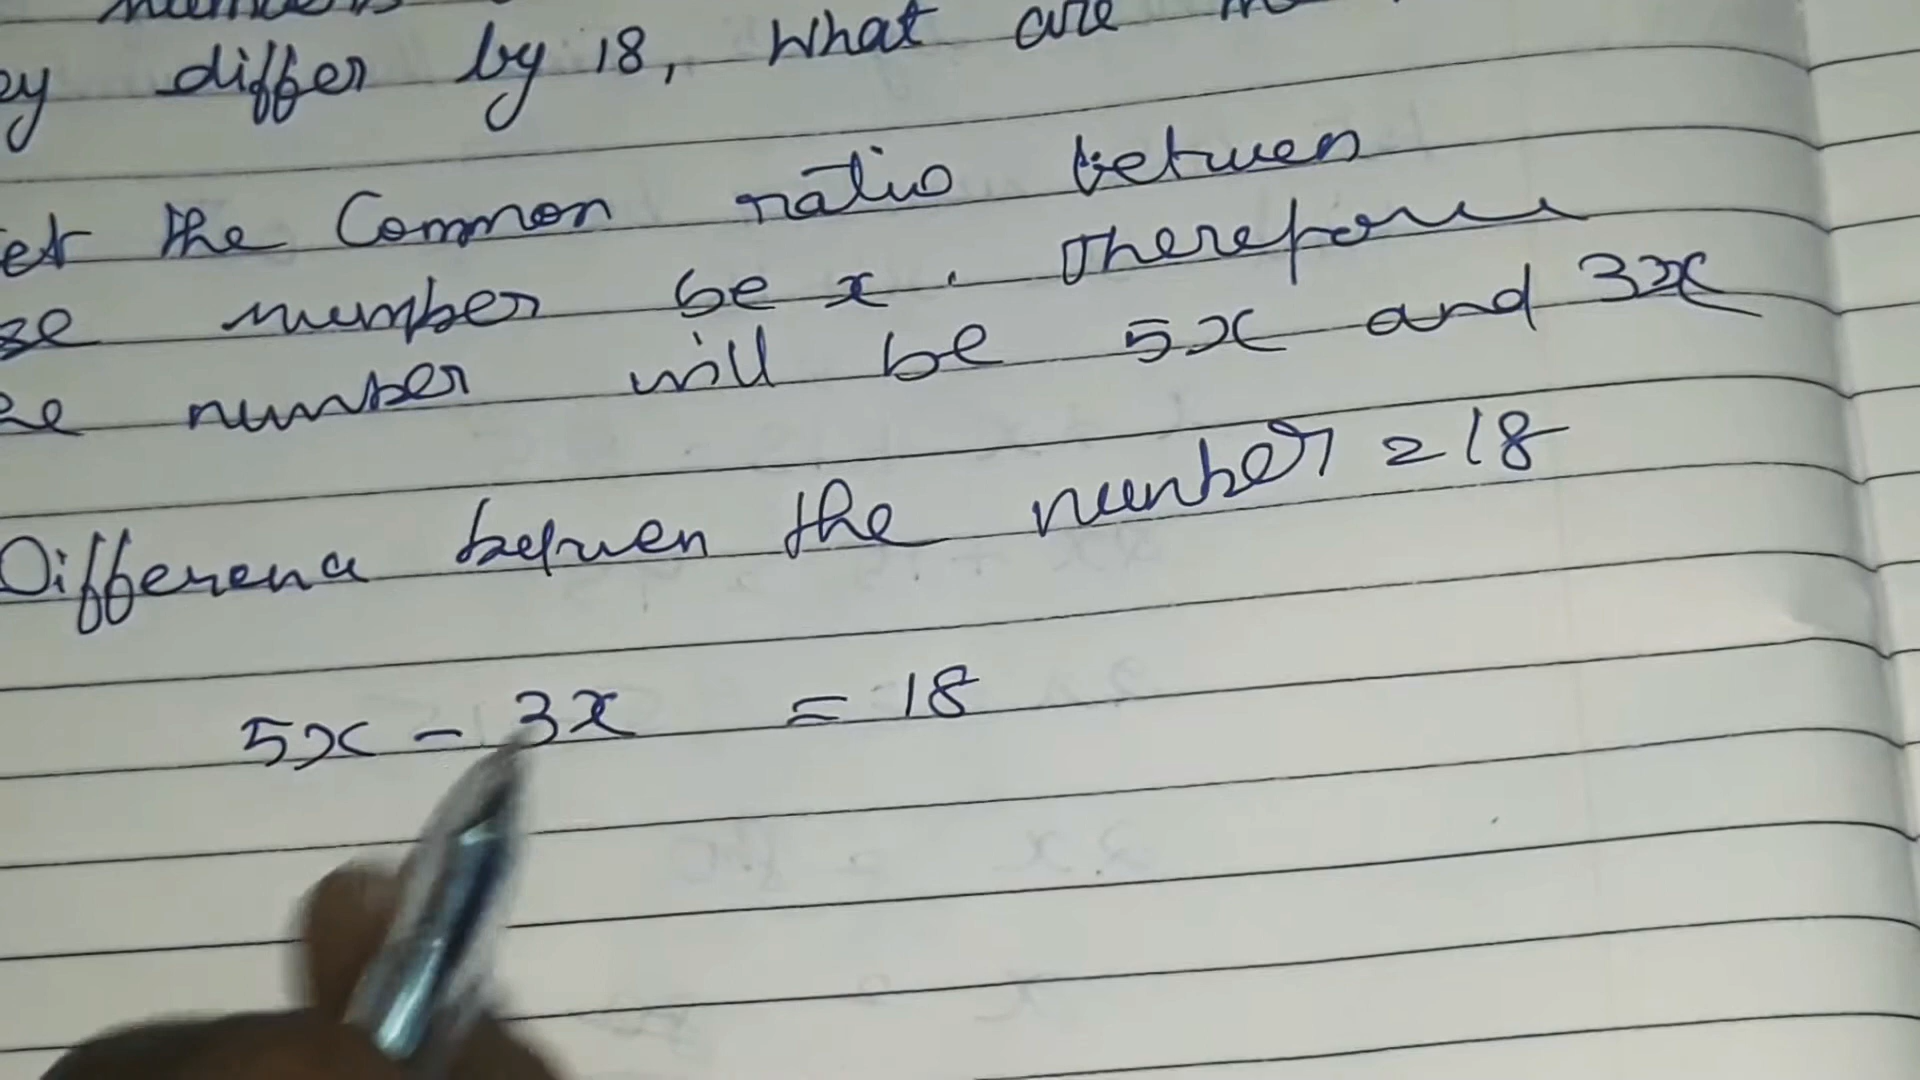 differ by 18, What are
the Common ratio between
number be x. Therefore
number will be 5x and 3x
Difference between the number = 18
5x - 3x = 18